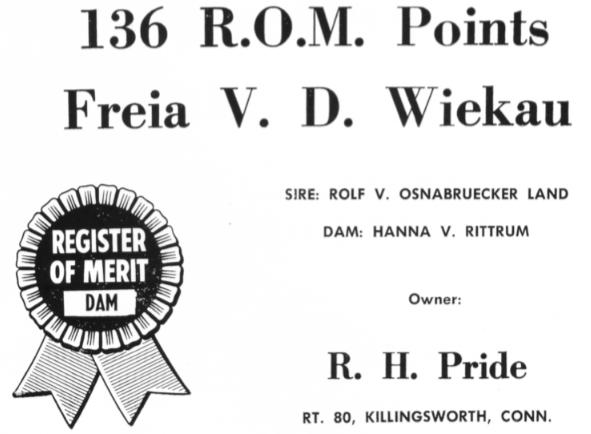 136 R.O.M. Points
Freia V. D. Wiekau
SIRE: ROLF V. OSNABRUECKER LAND
DAM: HANNA V. RITTRUM
REGISTER
OF MERIT
DAM
Owner:
R. H. Pride
RT. 80, KILLINGSWORTH, CONN.